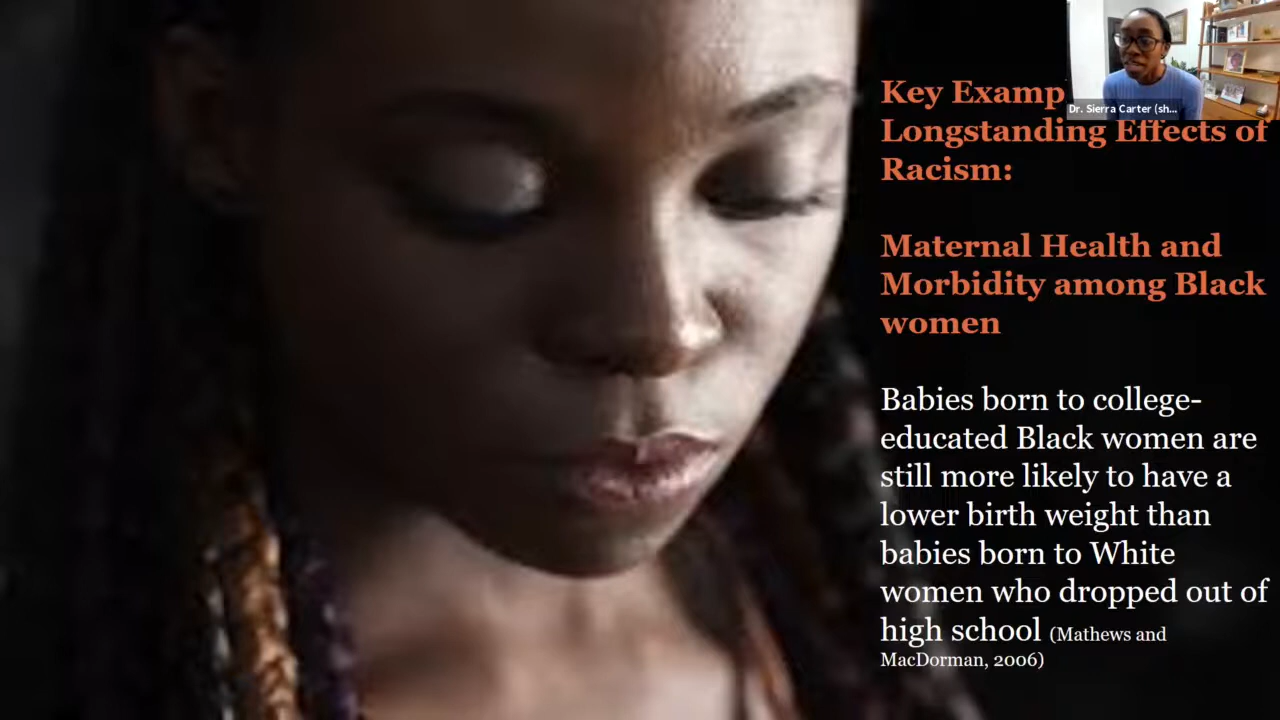 Key Examp
Dr. Sierra Carter (sh...
Longstanding Effects of
Racism:
Maternal Health and
Morbidity among Black
women
Babies born to college-
educated Black women are
still more likely to have a
lower birth weight than
babies born to White
women who dropped out of
high school (Mathews and
MacDorman, 2006)